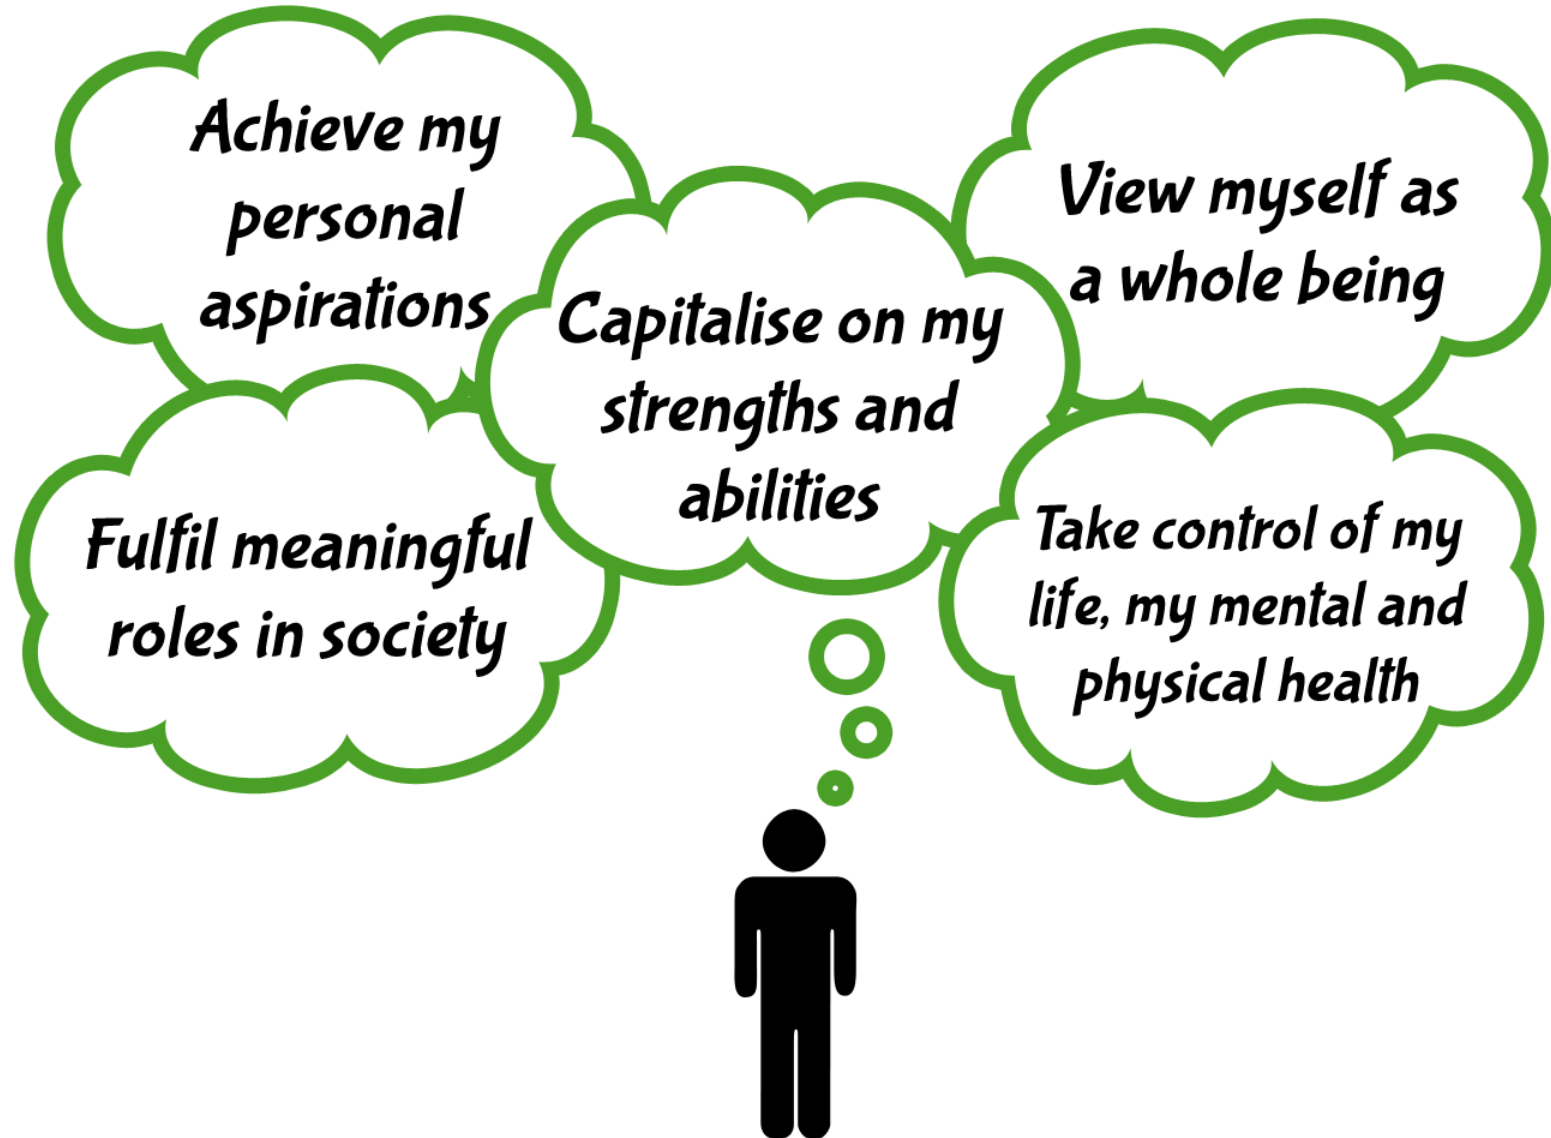 Achieve my
personal
aspirations
View myself as
a whole being
Capitalise on my
strengths and
abilities
Fulfil meaningful
roles in society
Take control of my
life, my mental and
physical health